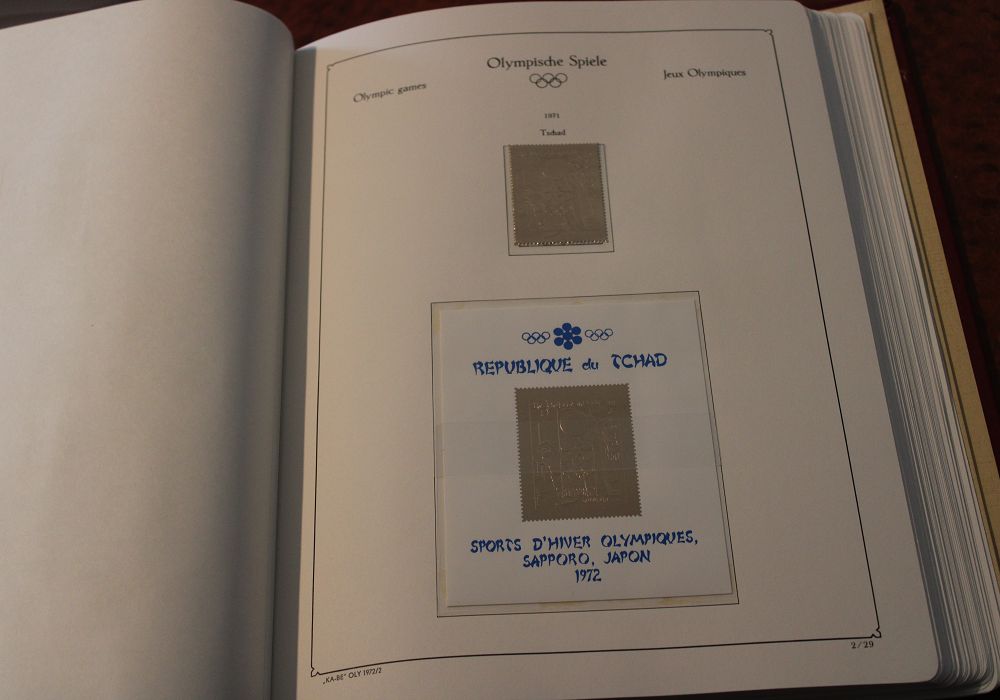 Olympische Spiele
Olympic games
Jeux Olympiques
1971
Tschad
REPUBLIQUE du TCHAD
SPORTS D'HIVER OLYMPIQUES,
SAPPORO, JAPON
1972
„KA-BE" OLY 1972/2
2/29